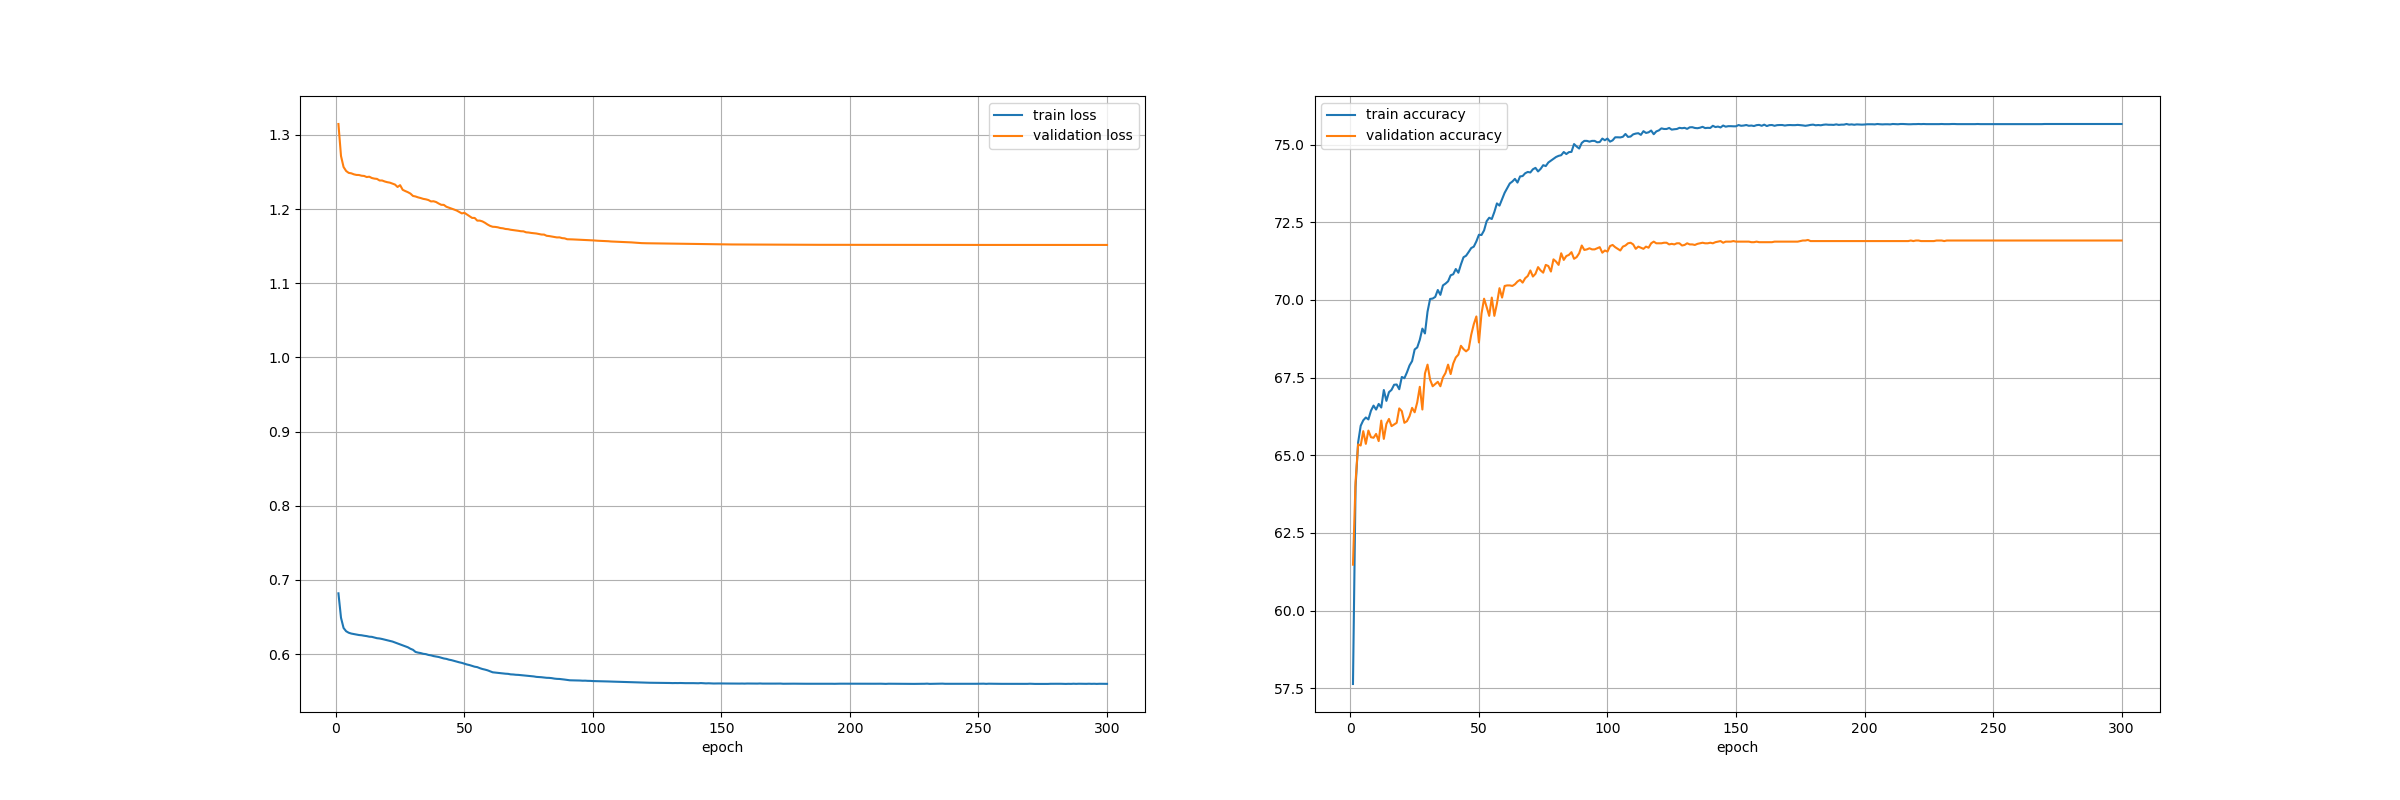 train loss
validation loss
1.3
1.2
1.1
1.0
0.9
0.8
0.7
0.6
0 50 100 150 200 250 300
epoch
train accuracy
validation accuracy
75.0
72.5
70.0
67.5
65.0
62.5
60.0
57.5
0 50 100 150 200 250 300
epoch